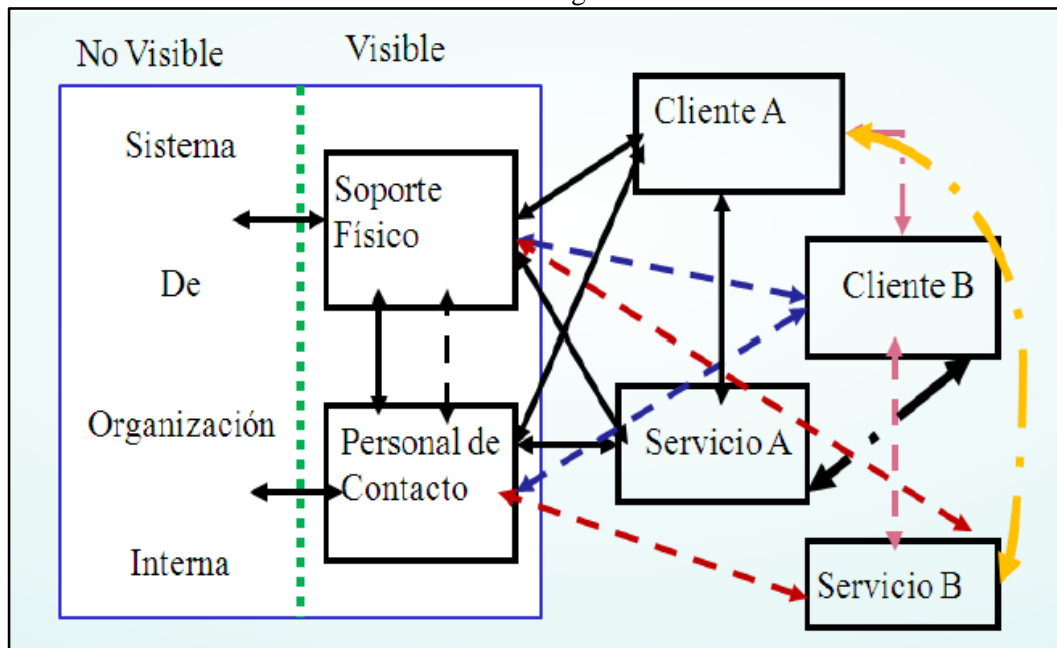 No Visible
Visible
Sistema
De
Organización
Interna
Soporte
Físico
Personal de
Contacto
Cliente A
Cliente B
Servicio A
Servicio B